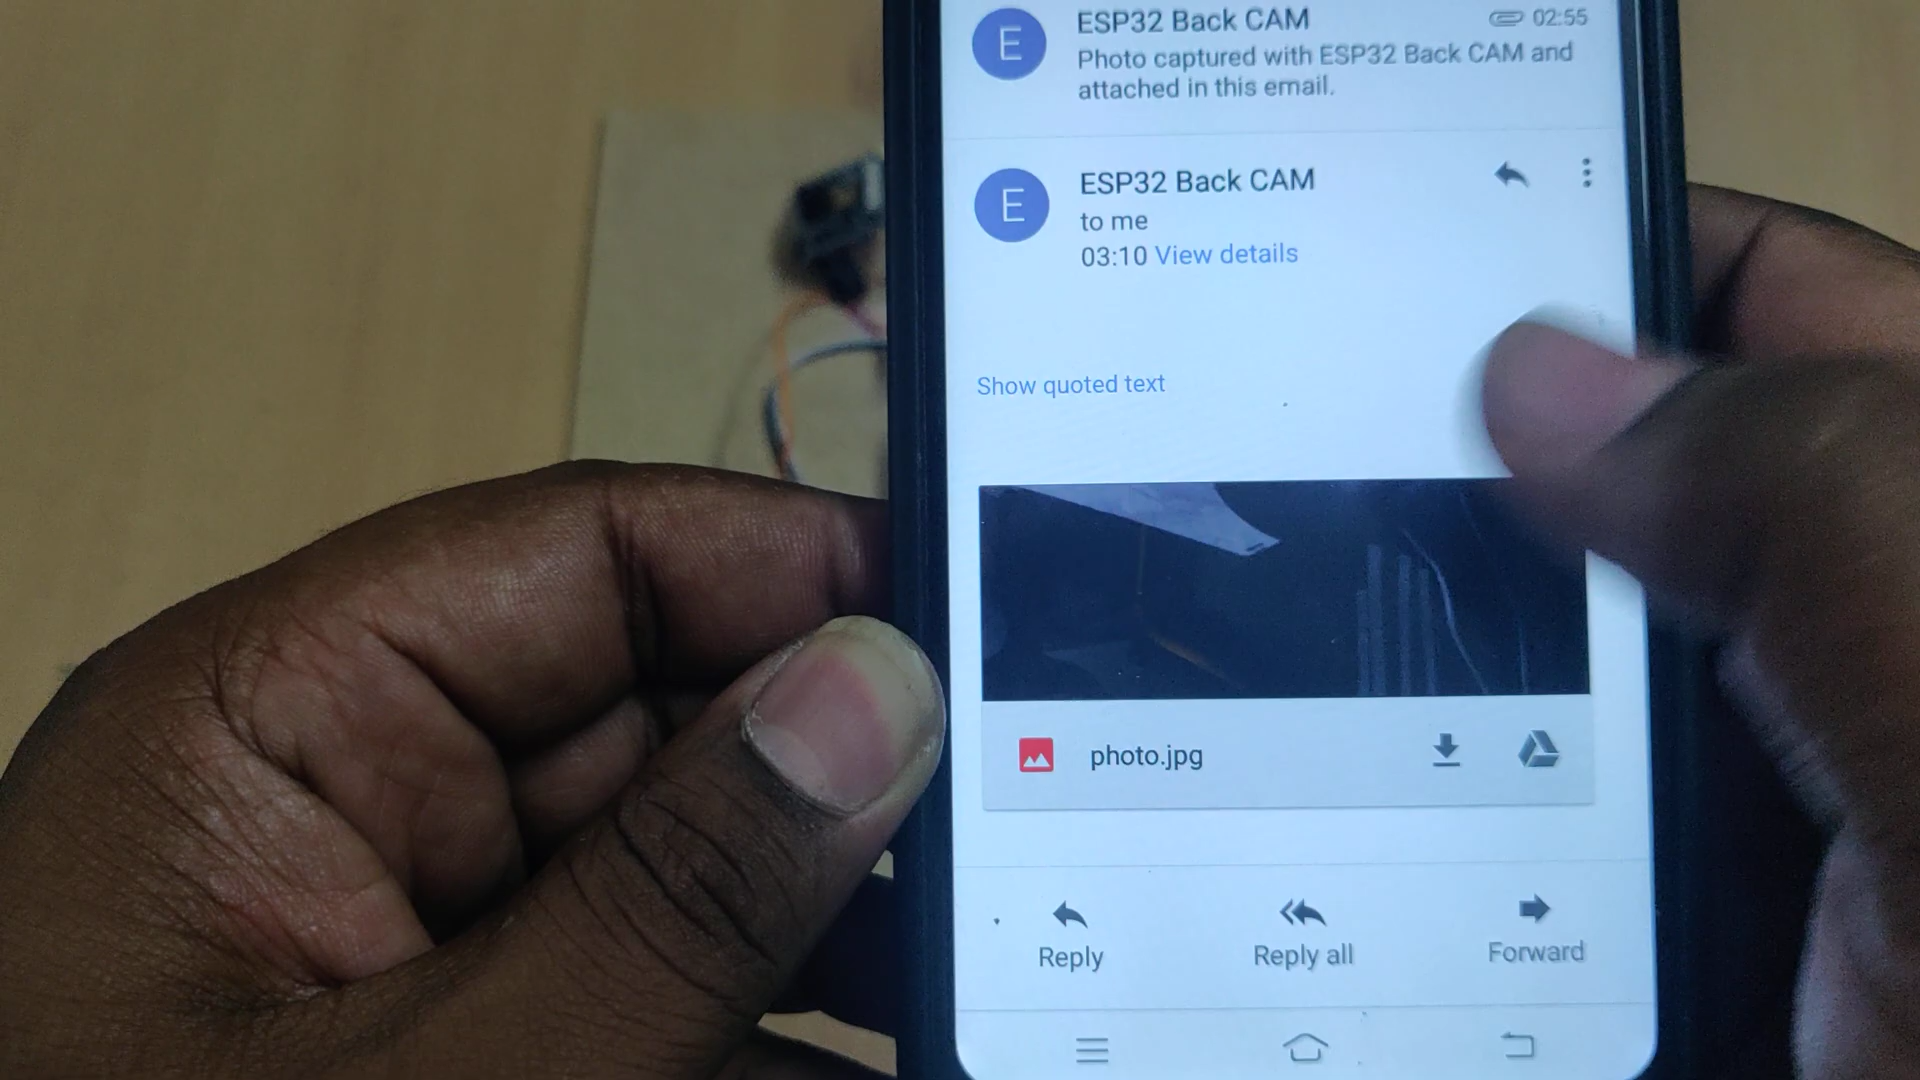 E
ESP32 Back CAM
02:55
Photo captured with ESP32 Back CAM and
attached in this email.
E
ESP32 Back CAM
to me
03:10 View details
Show quoted text
photo.jpg
Reply
Reply all
Forward